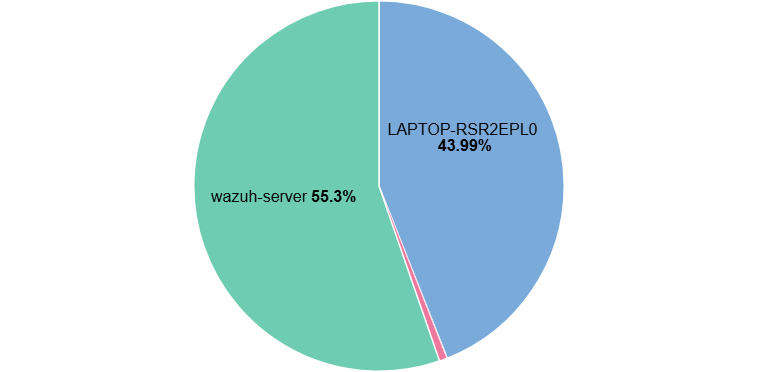 LAPTOP-RSR2EPL0
43.99%
wazuh-server 55.3%